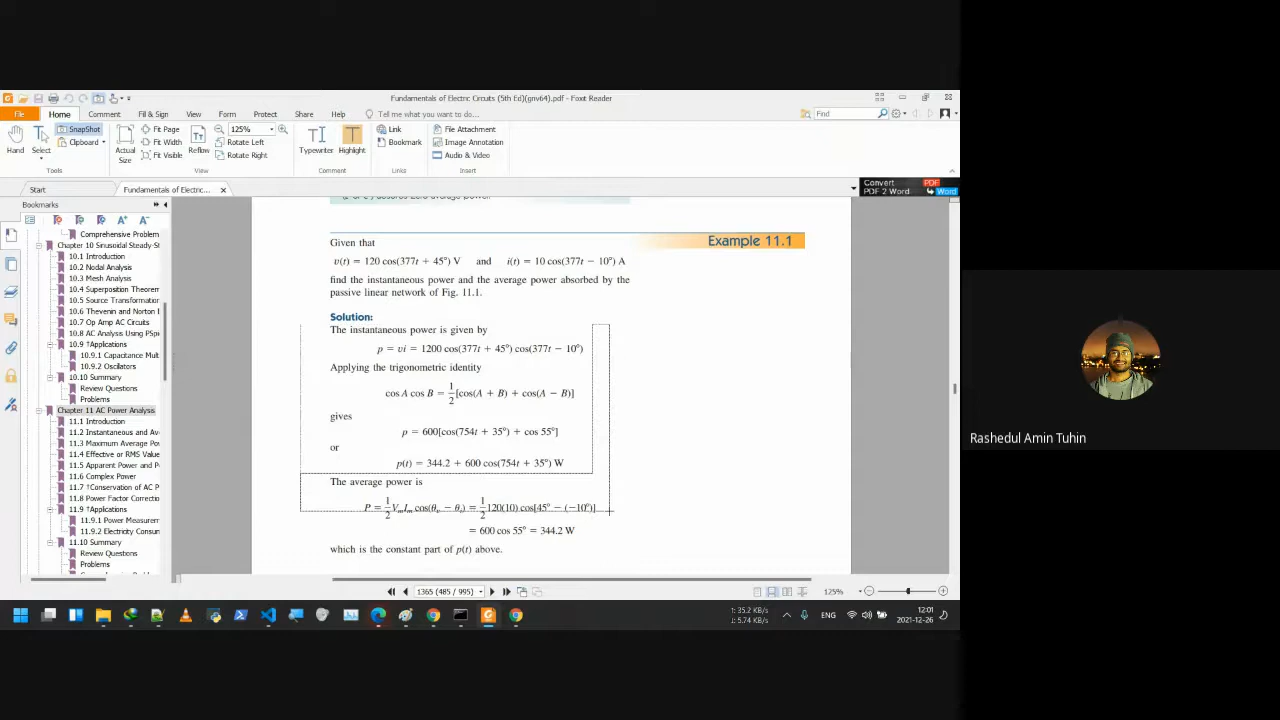 Fundamentals of Electric Circuits (5th Ed)(gnv64).pdf - Foxit Reader
File Home Comment Fill & Sign View Form Protect Share Help Tell me what you want to do... Find
SnapShot Fit Page 125% Link File Attachment
Clipboard Fit Width Rotate Left Bookmark Image Annotation
Hand Select Actual Size Fit Visible Reflow Rotate Right Typewriter Highlight Audio & Video
Tools View Comment Links Insert
Start Fundamentals of Electric... Convert PDF
PDF 2 Word Word
Bookmarks
Comprehensive Problem
Chapter 10 Sinusoidal Steady-S
10.1 Introduction
10.2 Nodal Analysis
10.3 Mesh Analysis
10.4 Superposition Theorem
10.5 Source Transformation
10.6 Thevenin and Norton E
10.7 Op Amp AC Circuits
10.8 AC Analysis Using PSpi
10.9 †Applications
10.9.1 Capacitance Mult
10.9.2 Oscillators
10.10 Summary
Review Questions
Problems
Chapter 11 AC Power Analysis
11.1 Introduction
11.2 Instantaneous and Av
11.3 Maximum Average Po
11.4 Effective or RMS Value
11.5 Apparent Power and P
11.6 Complex Power
11.7 †Conservation of AC P
11.8 Power Factor Correctio
11.9 †Applications
11.9.1 Power Measurem
11.9.2 Electricity Consum
11.10 Summary
Review Questions
Problems
Example 11.1
Given that
v(t) = 120 cos(377t + 45°) V and i(t) = 10 cos(377t − 10°) A
find the instantaneous power and the average power absorbed by the
passive linear network of Fig. 11.1.
Solution:
The instantaneous power is given by
p = vi = 1200 cos(377t + 45°) cos(377t − 10°)
Applying the trigonometric identity
cos A cos B = 1/2[cos(A + B) + cos(A − B)]
gives
p = 600[cos(754t + 35°) + cos 55°]
or
p(t) = 344.2 + 600 cos(754t + 35°) W
The average power is
P = 1/2 VmIm cos(θv − θi) = 1/2 120(10) cos[45° − (−10°)]
= 600 cos 55° = 344.2 W
which is the constant part of p(t) above.
1365 (485 / 995) 125%
35.2 KB/s
5.74 KB/s
ENG
12:01
2021-12-26
Rashedul Amin Tuhin